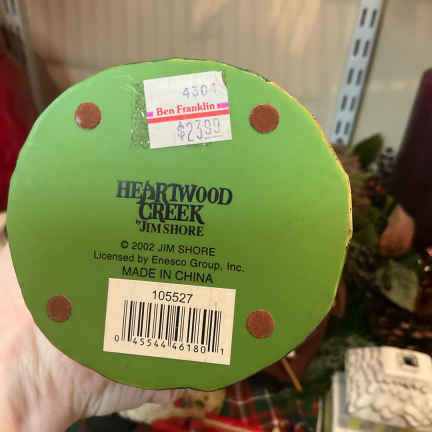 4304
Ben Franklin
$23.99
HEARTWOOD
CREEK
by JIM SHORE
© 2002 JIM SHORE
Licensed by Enesco Group, Inc.
MADE IN CHINA
105527
0 45544 46180 1